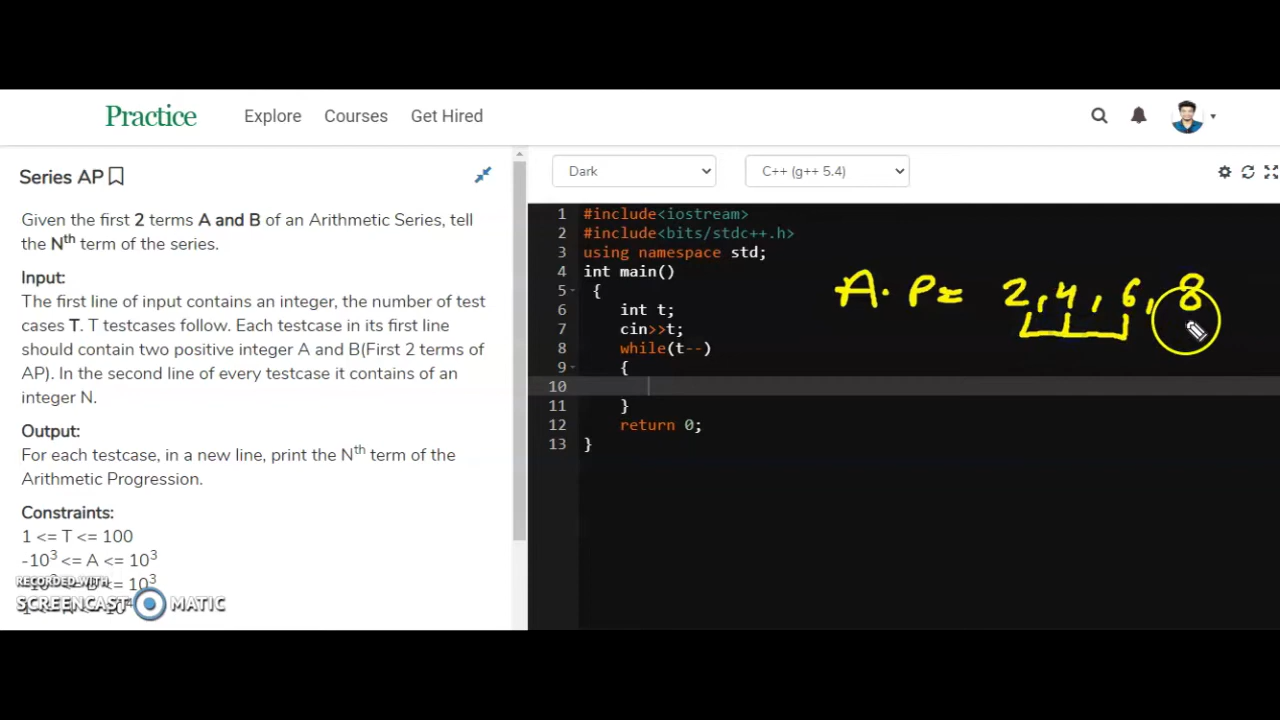 Practice Explore Courses Get Hired
Series AP
Given the first 2 terms A and B of an Arithmetic Series, tell
the Nth term of the series.
Input:
The first line of input contains an integer, the number of test
cases T. T testcases follow. Each testcase in its first line
should contain two positive integer A and B(First 2 terms of
AP). In the second line of every testcase it contains of an
integer N.
Output:
For each testcase, in a new line, print the Nth term of the
Arithmetic Progression.
Constraints:
1 <= T <= 100
-10³ <= A <= 10³
<= 10³
RECORDED WITH
SCREENCAST MATIC
Dark C++ (g++ 5.4)
1 #include<iostream>
2 #include<bits/stdc++.h>
3 using namespace std;
4 int main()
5 {
6 int t;
7 cin>>t;
8 while(t--)
9 {
10
11 }
12 return 0;
13 }
A. P= 2, 4, 6, 8